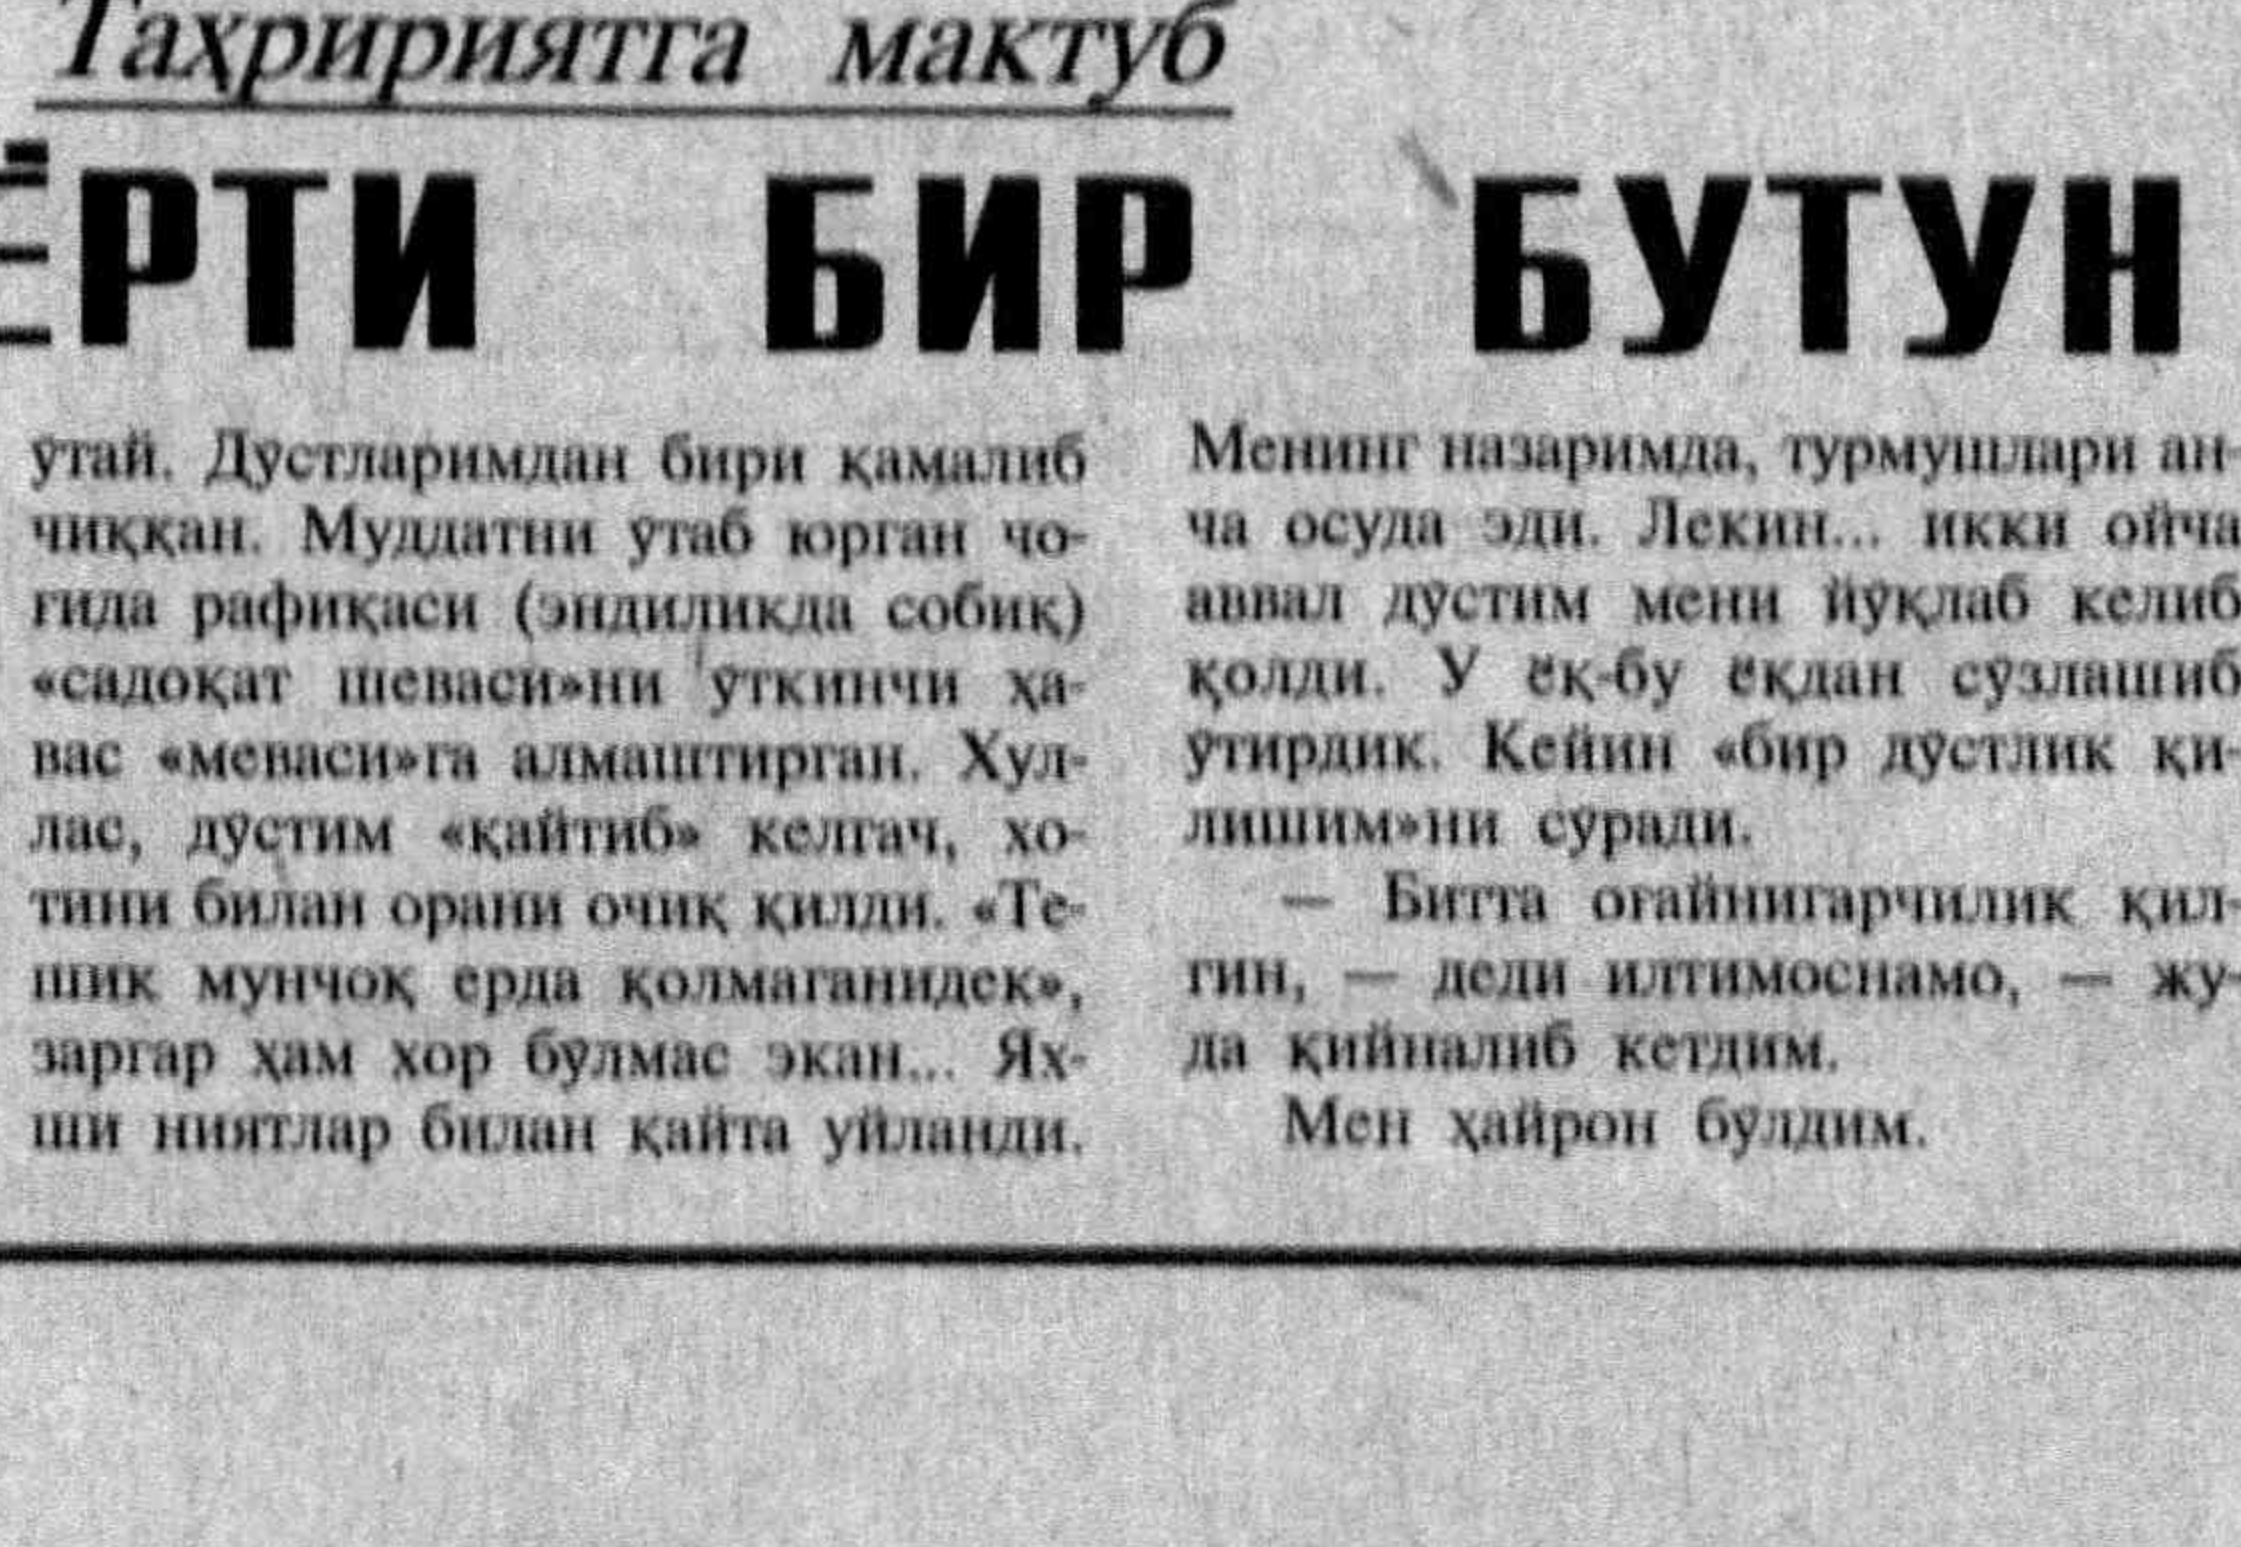 Таҳририятга мактуб
ЁРТИ БИР БУТУН
ўтай. Дўстларимдан бири қамалиб
чиққан. Муддатни ўтаб юрган чо-
ғида рафиқаси (эндиликда собиқ)
«садоқат шеваси»ни ўткинчи ҳа-
вас «меваси»га алмаштирган. Хул-
лас, дўстим «қайтиб» келгач, хо-
тини билан орани очиқ қилди. «Те-
шик мунчоқ ерда қолмаганидек»,
заргар ҳам хор бўлмас экан... Ях-
ши ниятлар билан қайта уйланди.
Менинг назаримда, турмушлари ан-
ча осуда эди. Лекин... икки ойча
аввал дўстим мени йўқлаб келиб
қолди. У ёқ-бу ёқдан сўзлашиб
ўтирдик. Кейин «бир дўстлик қи-
лишим»ни сўради.
— Битта оғайнигарчилик қил-
гин, — деди илтимоснамо, — жу-
да қийналиб кетдим.
Мен ҳайрон бўлдим.